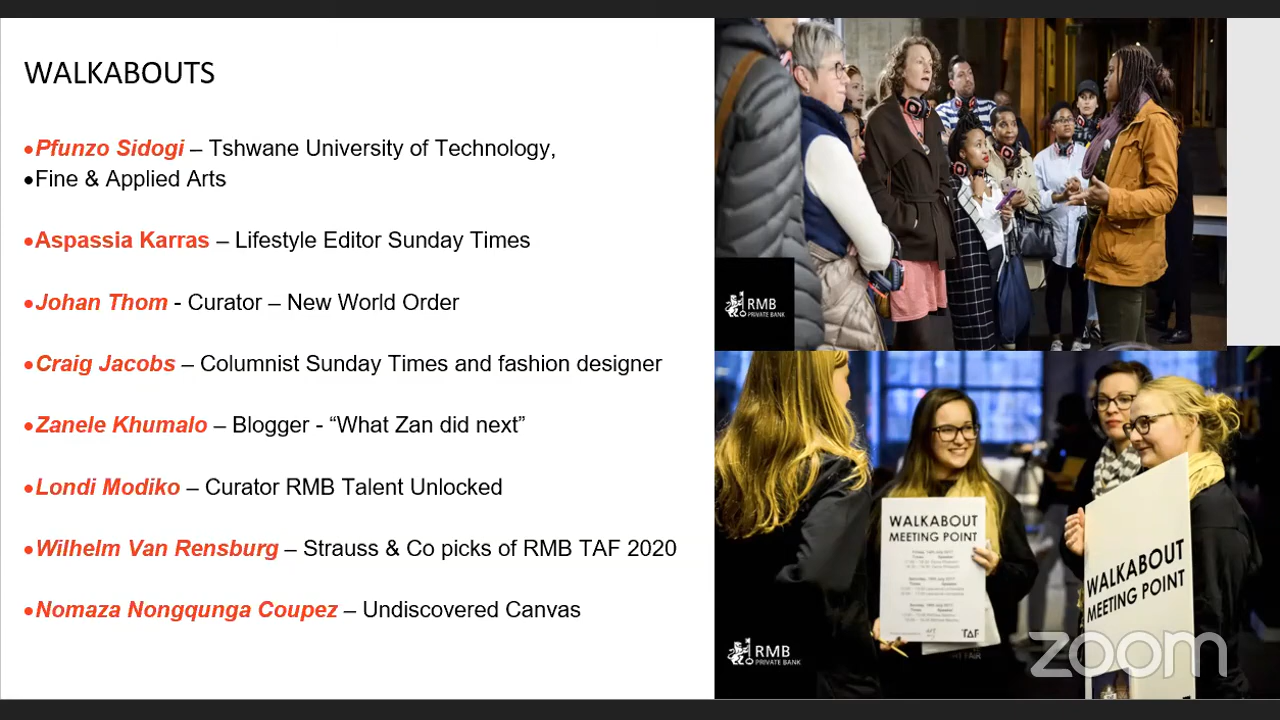 WALKABOUTS
•Pfunzo Sidogi – Tshwane University of Technology,
•Fine & Applied Arts
•Aspassia Karras – Lifestyle Editor Sunday Times
•Johan Thom - Curator – New World Order
•Craig Jacobs – Columnist Sunday Times and fashion designer
•Zanele Khumalo – Blogger - “What Zan did next”
•Londi Modiko – Curator RMB Talent Unlocked
•Wilhelm Van Rensburg – Strauss & Co picks of RMB TAF 2020
•Nomaza Nongqunga Coupez – Undiscovered Canvas
RMB
PRIVATE BANK
WALKABOUT
MEETING POINT
TAF
WALKABOUT
MEETING POINT
RMB
PRIVATE BANK
zoom